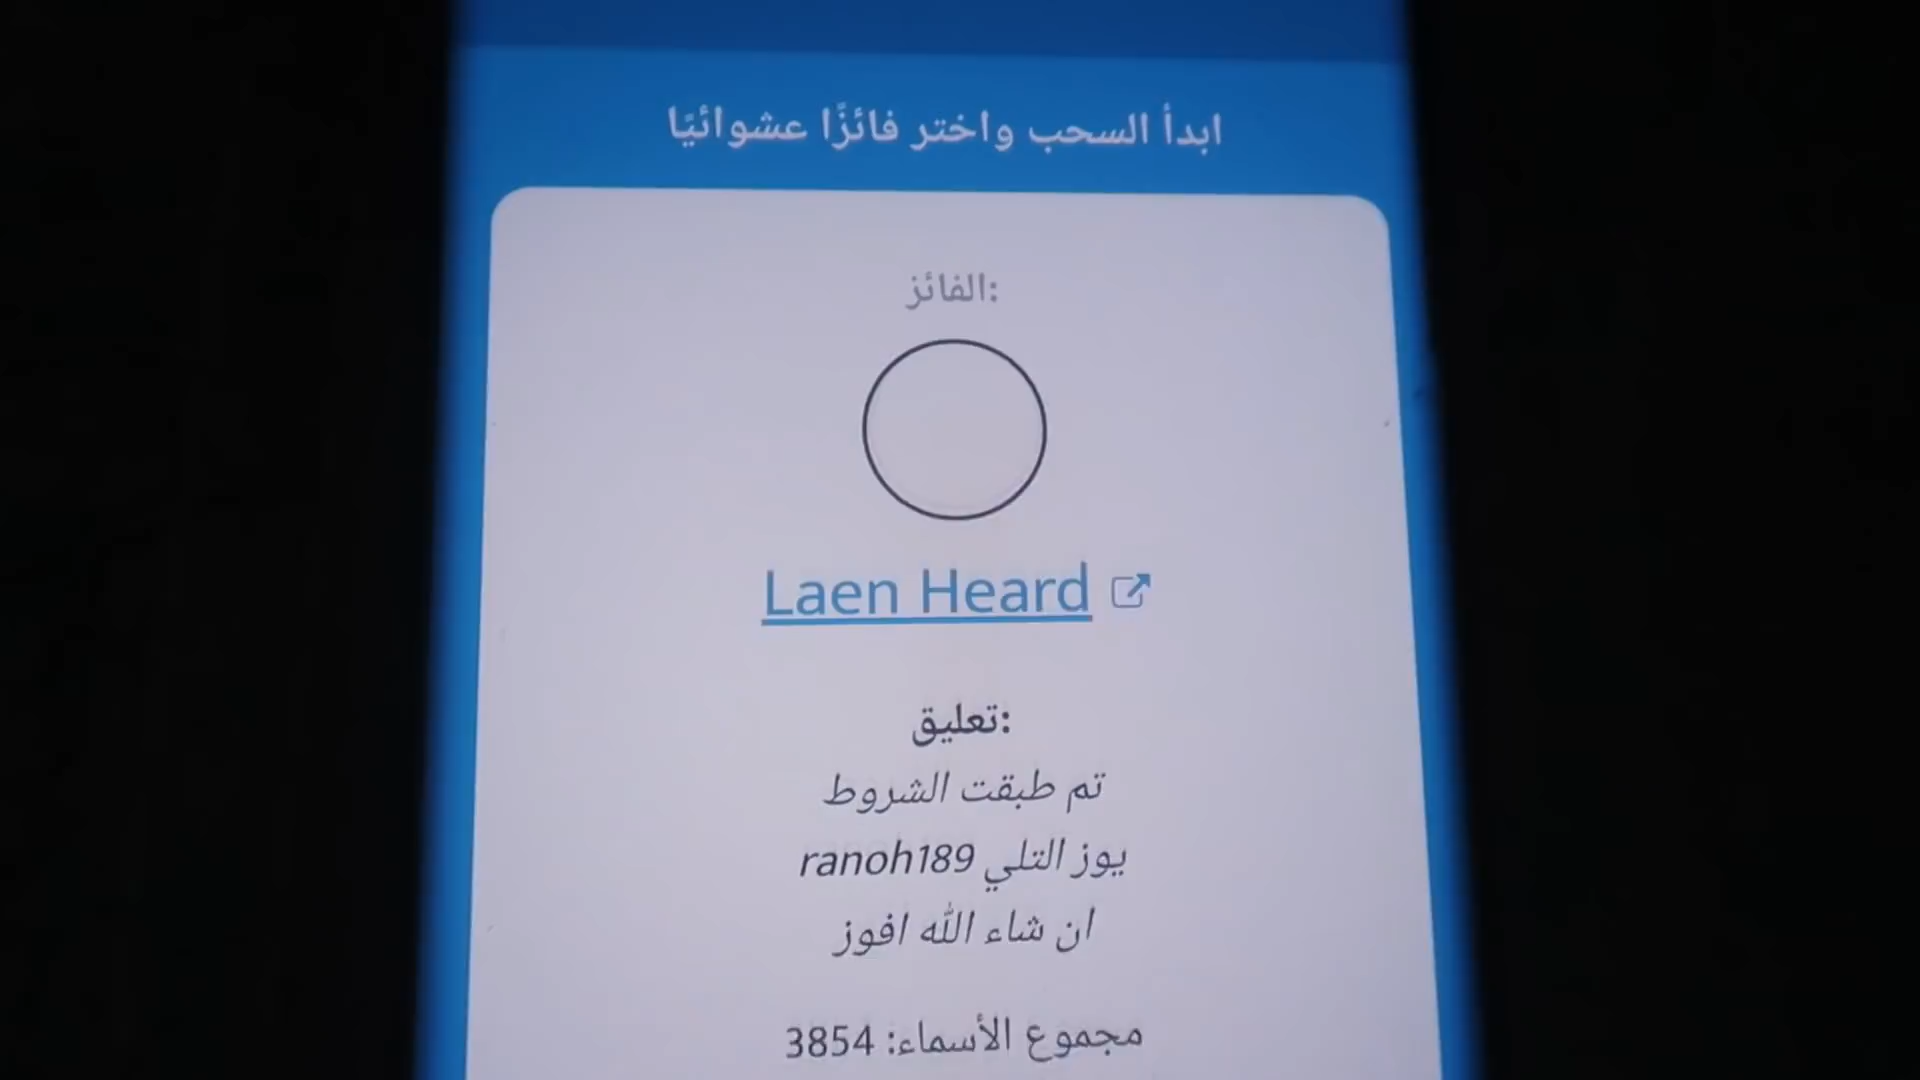 ابدأ السحب واختر فائزًا عشوائيًا
:الفائز
Laen Heard
:تعليق
تم طبقت الشروط
يوز التلي ranoh189
ان شاء الله افوز
مجموع الأسماء: 3854